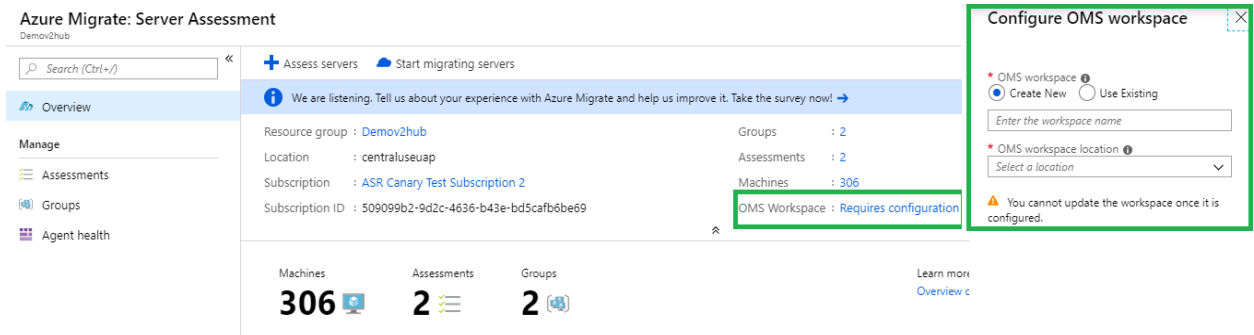 Azure Migrate: Server Assessment
Demov2hub
Search (Ctrl+/)
«
Overview
Manage
Assessments
Groups
Agent health
Assess servers
Start migrating servers
We are listening. Tell us about your experience with Azure Migrate and help us improve it. Take the survey now! →
Resource group : Demov2hub
Location : centraluseuap
Subscription : ASR Canary Test Subscription 2
Subscription ID : 509099b2-9d2c-4636-b43e-bd5cafb6be69
Groups : 2
Assessments : 2
Machines : 306
OMS Workspace : Requires configuration
Machines
306
Assessments
2
Groups
2
Learn more
Overview o
Configure OMS workspace
* OMS workspace
Create New Use Existing
Enter the workspace name
* OMS workspace location
Select a location
You cannot update the workspace once it is
configured.